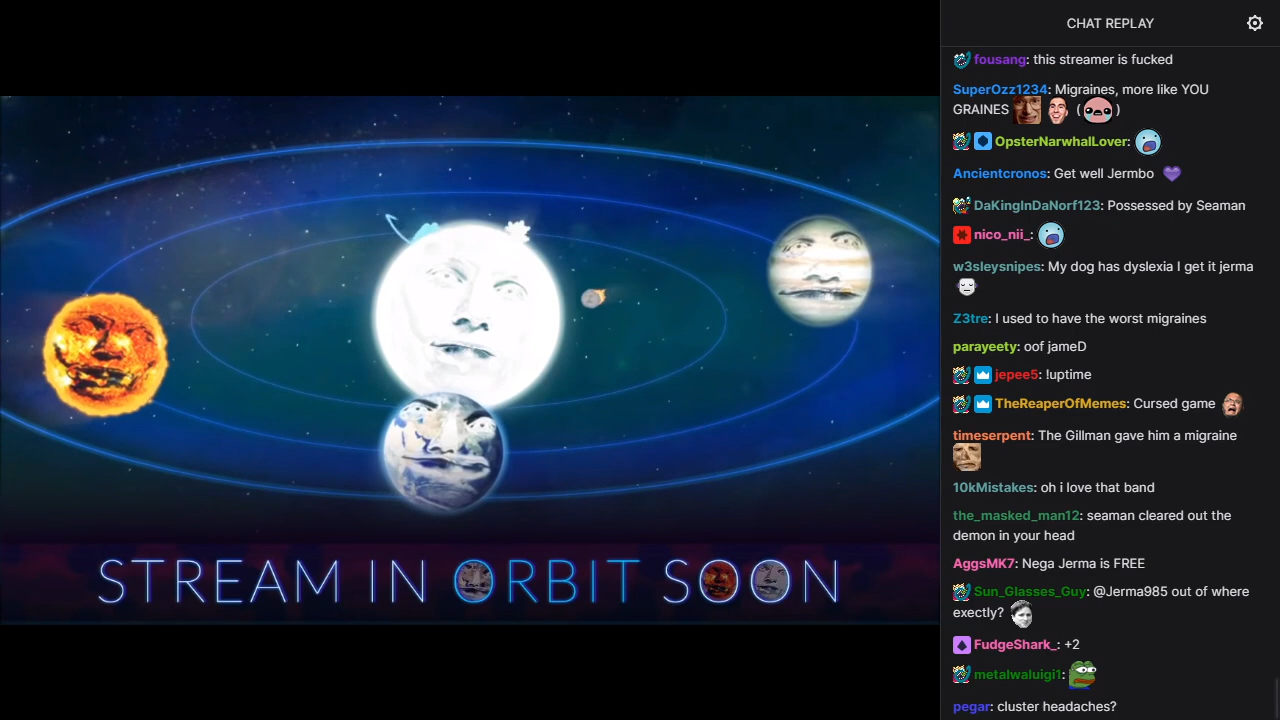 STREAM IN ORBIT SOON
CHAT REPLAY
fousang: this streamer is fucked
SuperOzz1234: Migraines, more like YOU
GRAINES ( )
OpsterNarwhalLover:
Ancientcronos: Get well Jermbo
DaKingInDaNorf123: Possessed by Seaman
nico_nii_:
w3sleysnipes: My dog has dyslexia I get it jerma
Z3tre: I used to have the worst migraines
parayeety: oof jameD
jepee5: !uptime
TheReaperOfMemes: Cursed game
timeserpent: The Gillman gave him a migraine
10kMistakes: oh i love that band
the_masked_man12: seaman cleared out the
demon in your head
AggsMK7: Nega Jerma is FREE
Sun_Glasses_Guy: @Jerma985 out of where
exectly?
FudgeShark_: +2
metalwaluigi1:
pegar: cluster headaches?